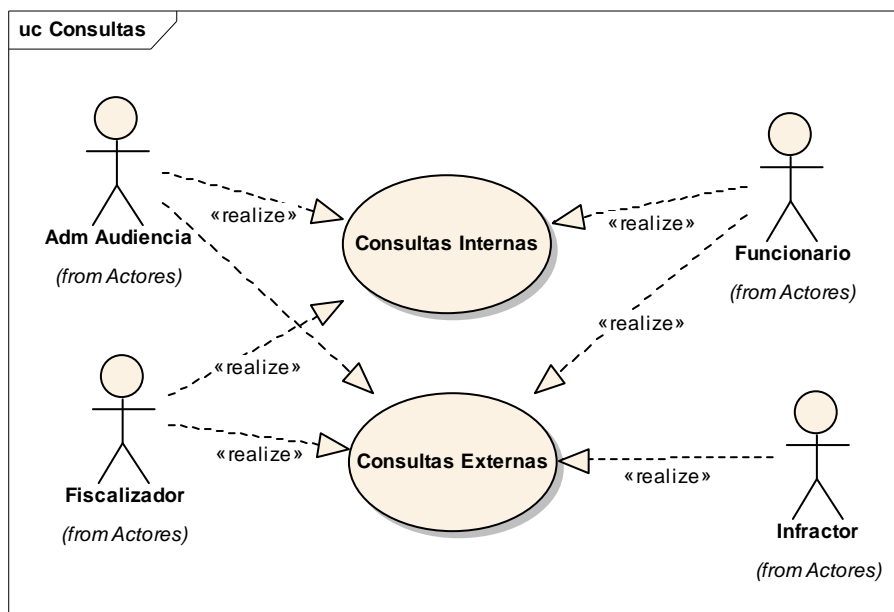 uc Consultas
Adm Audiencia
(from Actores)
Funcionario
(from Actores)
Consultas Internas
«realize»
«realize»
«realize»
«realize»
Fiscalizador
(from Actores)
Consultas Externas
«realize»
«realize»
Infractor
(from Actores)